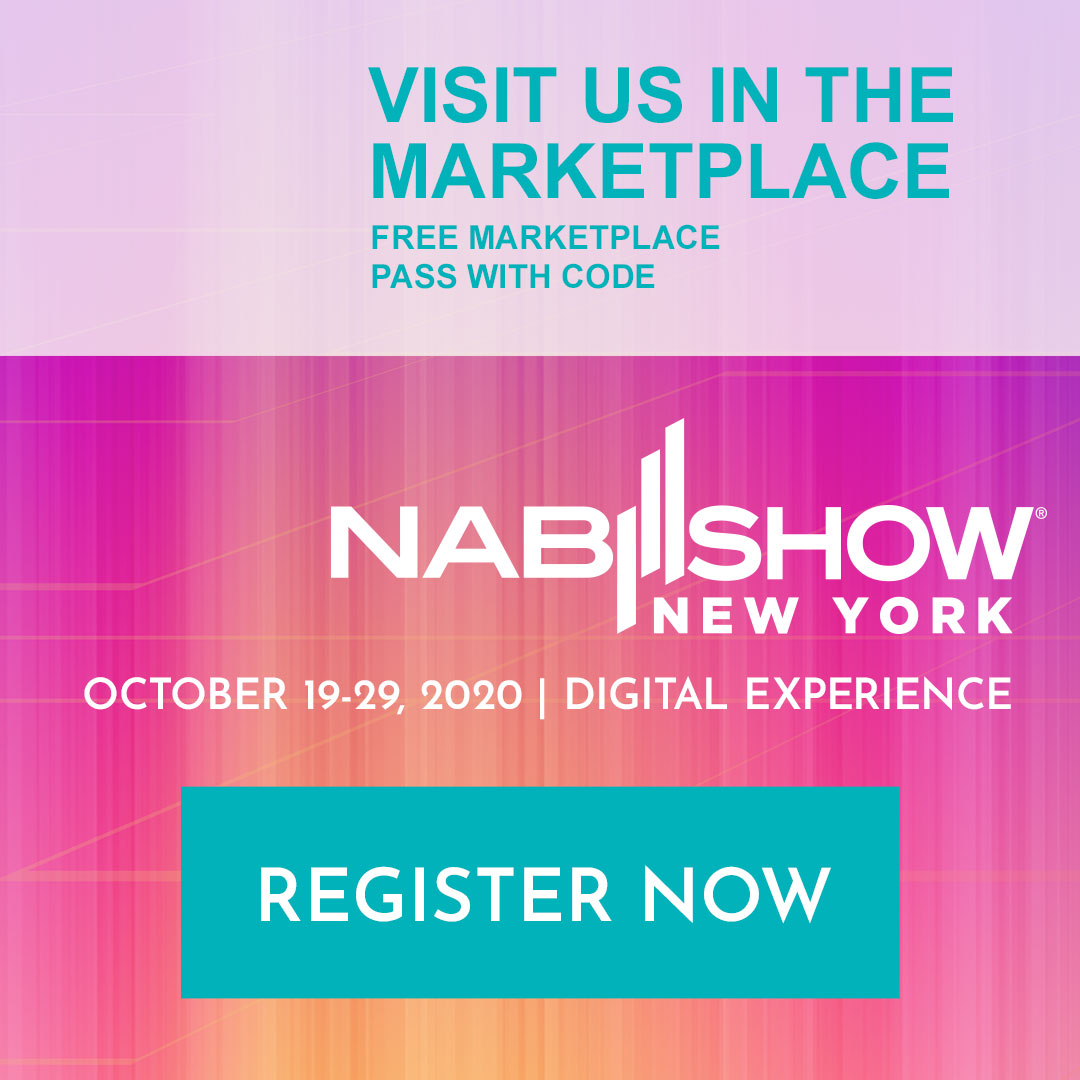 VISIT US IN THE
MARKETPLACE
FREE MARKETPLACE
PASS WITH CODE
NAB SHOW®
NEW YORK
OCTOBER 19-29, 2020 | DIGITAL EXPERIENCE
REGISTER NOW